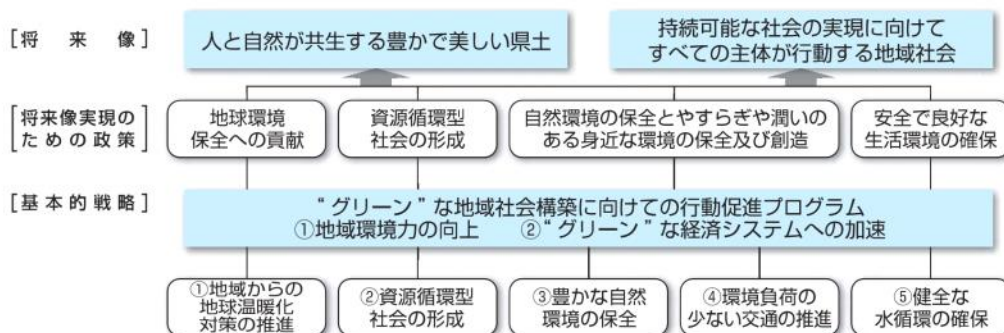 [将来像]
人と自然が共生する豊かで美しい県土
持続可能な社会の実現に向けて
すべての主体が行動する地域社会
[将来像実現の
ための政策]
地球環境
保全への貢献
資源循環型
社会の形成
自然環境の保全とやすらぎや潤いの
ある身近な環境の保全及び創造
安全で良好な
生活環境の確保
[基本的戦略]
“グリーン”な地域社会構築に向けての行動促進プログラム
①地域環境力の向上 ②“グリーン”な経済システムへの加速
①地域からの
地球温暖化
対策の推進
②資源循環型
社会の形成
③豊かな自然
環境の保全
④環境負荷の
少ない交通の推進
⑤健全な
水循環の確保